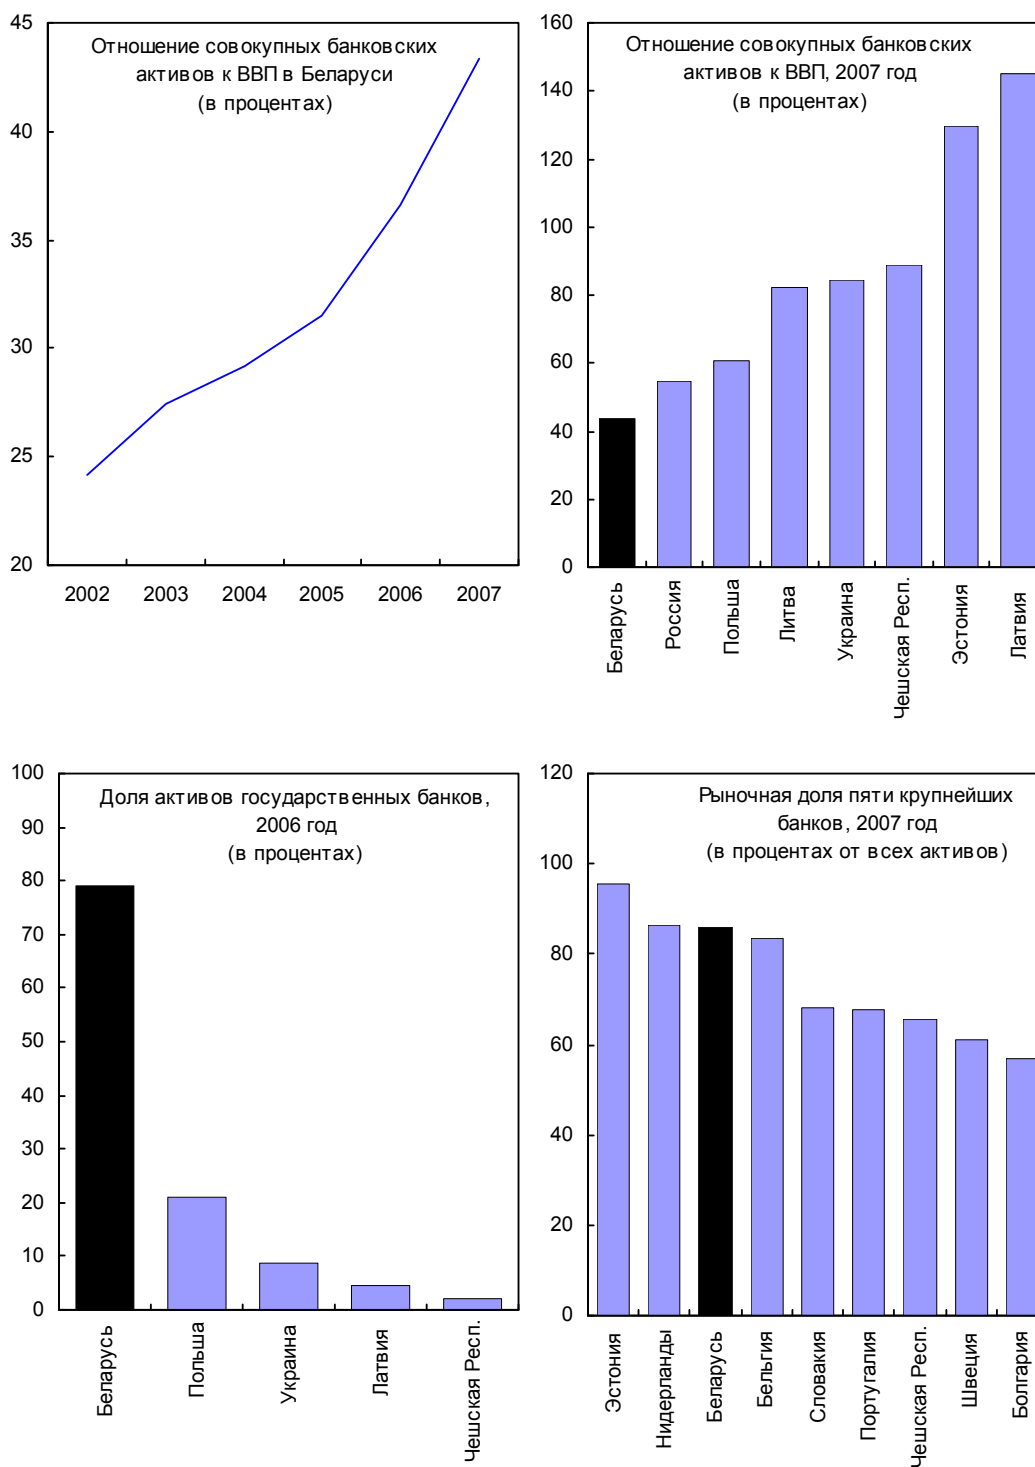 Отношение совокупных банковских
активов к ВВП в Беларуси
(в процентах)
45
40
35
30
25
20
2002 2003 2004 2005 2006 2007
Отношение совокупных банковских
активов к ВВП, 2007 год
(в процентах)
160
140
120
100
80
60
40
20
0
Беларусь
Россия
Польша
Литва
Украина
Чешская Респ.
Эстония
Латвия
Доля активов государственных банков,
2006 год
(в процентах)
100
90
80
70
60
50
40
30
20
10
0
Беларусь
Польша
Украина
Латвия
Чешская Респ.
Рыночная доля пяти крупнейших
банков, 2007 год
(в процентах от всех активов)
120
100
80
60
40
20
0
Эстония
Нидерланды
Беларусь
Бельгия
Словакия
Португалия
Чешская Респ.
Швеция
Болгария